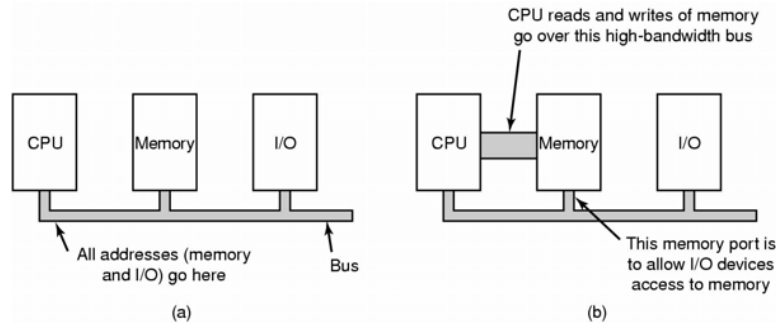 CPU reads and writes of memory
go over this high-bandwidth bus
CPU
Memory
I/O
All addresses (memory
and I/O) go here
Bus
(a)
CPU
Memory
I/O
This memory port is
to allow I/O devices
access to memory
(b)